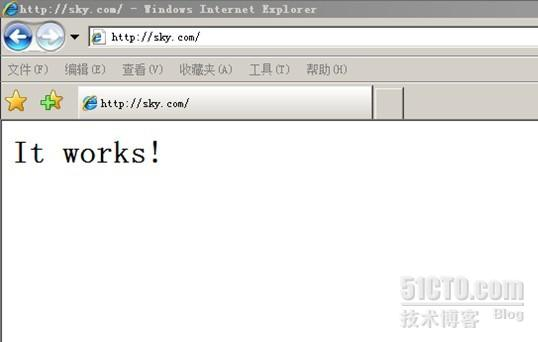 http://sky.com/ - Windows Internet Explorer
http://sky.com/
文件(F) 编辑(E) 查看(V) 收藏夹(A) 工具(T) 帮助(H)
http://sky.com/
It works!
51CTO.com
技术博客 Blog